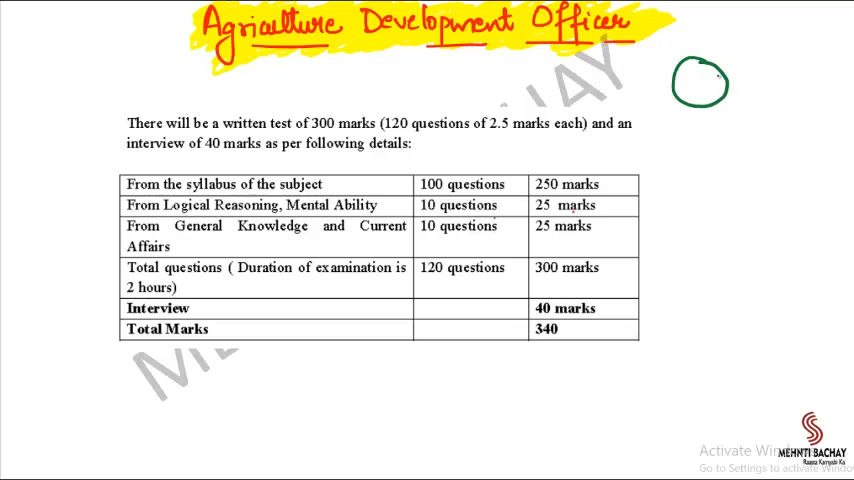 Agriculture Development Officer
There will be a written test of 300 marks (120 questions of 2.5 marks each) and an
interview of 40 marks as per following details:
From the syllabus of the subject 100 questions 250 marks
From Logical Reasoning, Mental Ability 10 questions 25 marks
From General Knowledge and Current 10 questions 25 marks
Affairs
Total questions ( Duration of examination is 120 questions 300 marks
2 hours)
Interview 40 marks
Total Marks 340
Activate Win
MEHNTI BACHAY
Raasta Kamyabi Ka
Go to Settings to activate Windo